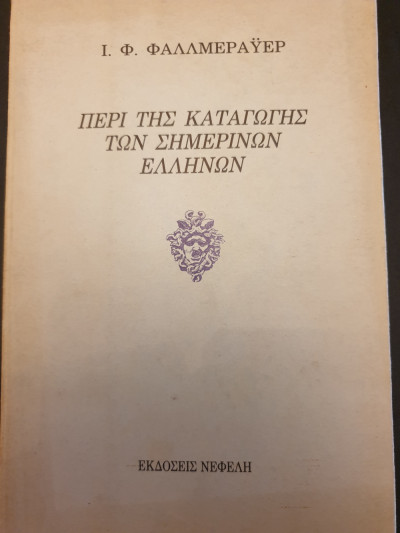 Ι. Φ. ΦΑΛΛΜΕΡΑΫΕΡ
ΠΕΡΙ ΤΗΣ ΚΑΤΑΓΩΓΗΣ
ΤΩΝ ΣΗΜΕΡΙΝΩΝ
ΕΛΛΗΝΩΝ
ΕΚΔΟΣΕΙΣ ΝΕΦΕΛΗ